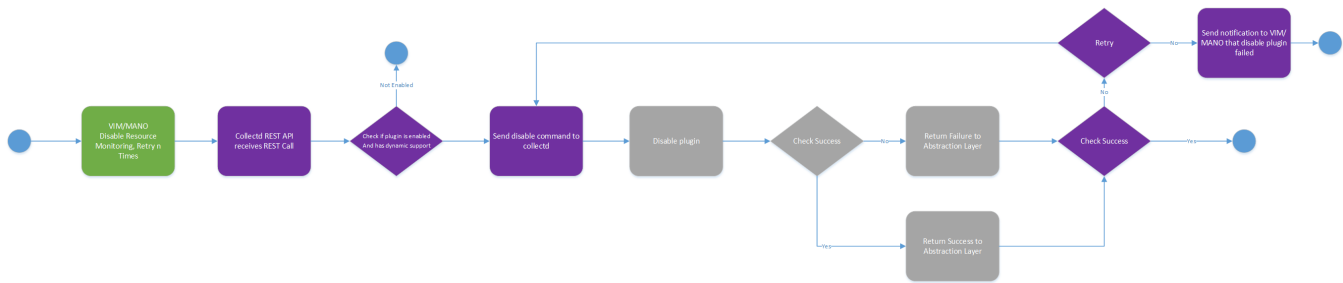 Retry
No
Send notification to VIM/
MANO that disable plugin
failed
Not Enabled
No
VIM/MANO
Disable Resource
Monitoring, Retry n
Times
Collectd REST API
receives REST Call
Check if plugin is enabled
And has dynamic support
Send disable command to
collectd
Disable plugin
Check Success
No
Return Failure to
Abstraction Layer
Check Success
Yes
Yes
Return Success to
Abstraction Layer